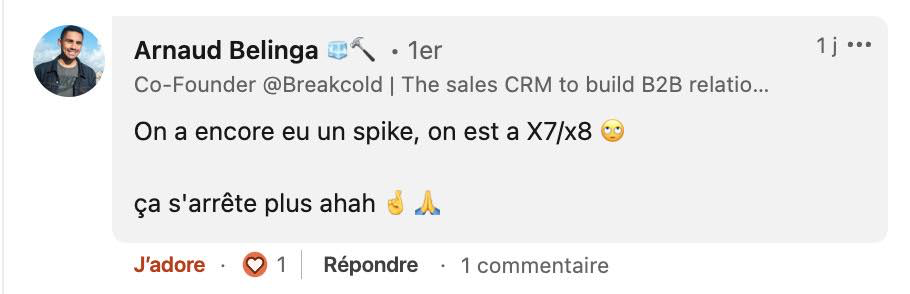 Arnaud Belinga 🧊🔨 • 1er
1 j •••
Co-Founder @Breakcold | The sales CRM to build B2B relatio...
On a encore eu un spike, on est a X7/x8 🙄
ça s'arrête plus ahah 🤞🙏
J'adore · 1 | Répondre · 1 commentaire